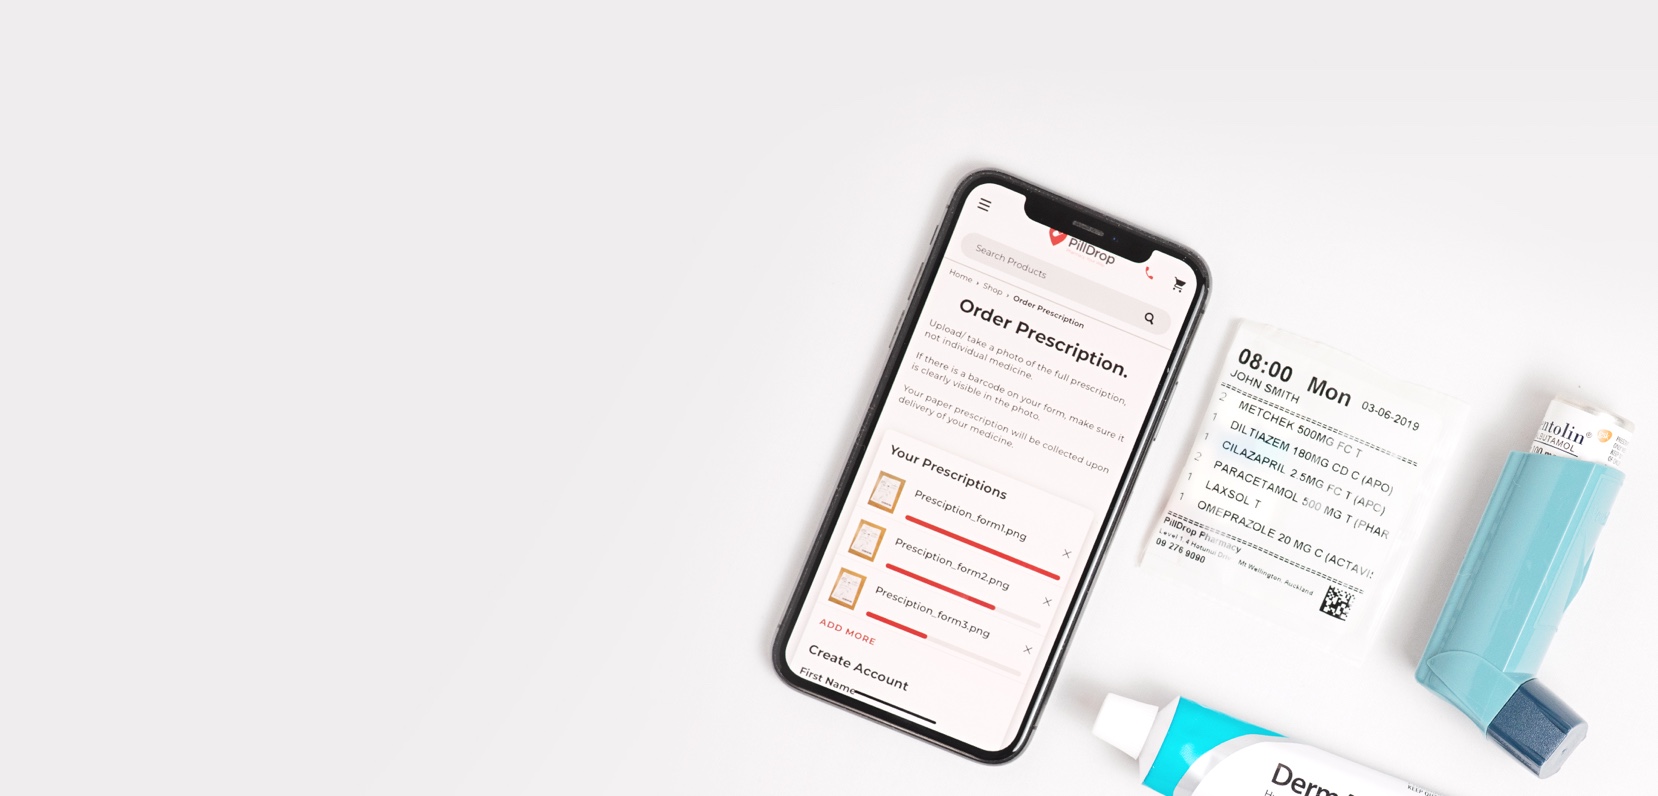 PillDrop
Search Products
Home › Shop › Order Prescription
Order Prescription.
Upload/ take a photo of the full prescription,
not individual medicine.
If there is a barcode on your form, make sure it
is clearly visible in the photo.
Your paper prescription will be collected upon
delivery of your medicine.
Your Prescriptions
Presciption_form1.png
Presciption_form2.png
Presciption_form3.png
ADD MORE
Create Account
First Name
08:00 Mon 03-06-2019
JOHN SMITH
2 METCHEK 500MG FC T
1 DILTIAZEM 180MG CD C (APO)
1 CILAZAPRIL 2.5MG FC T (APO)
2 PARACETAMOL 500 MG T (PHAR
1 LAXSOL T
1 OMEPRAZOLE 20 MG C (ACTAVIS
PillDrop Pharmacy
Level 1, Mt Wellington, Auckland
09 276 9090
ntolin®
BUTAMOL
Derm
KEEP OU